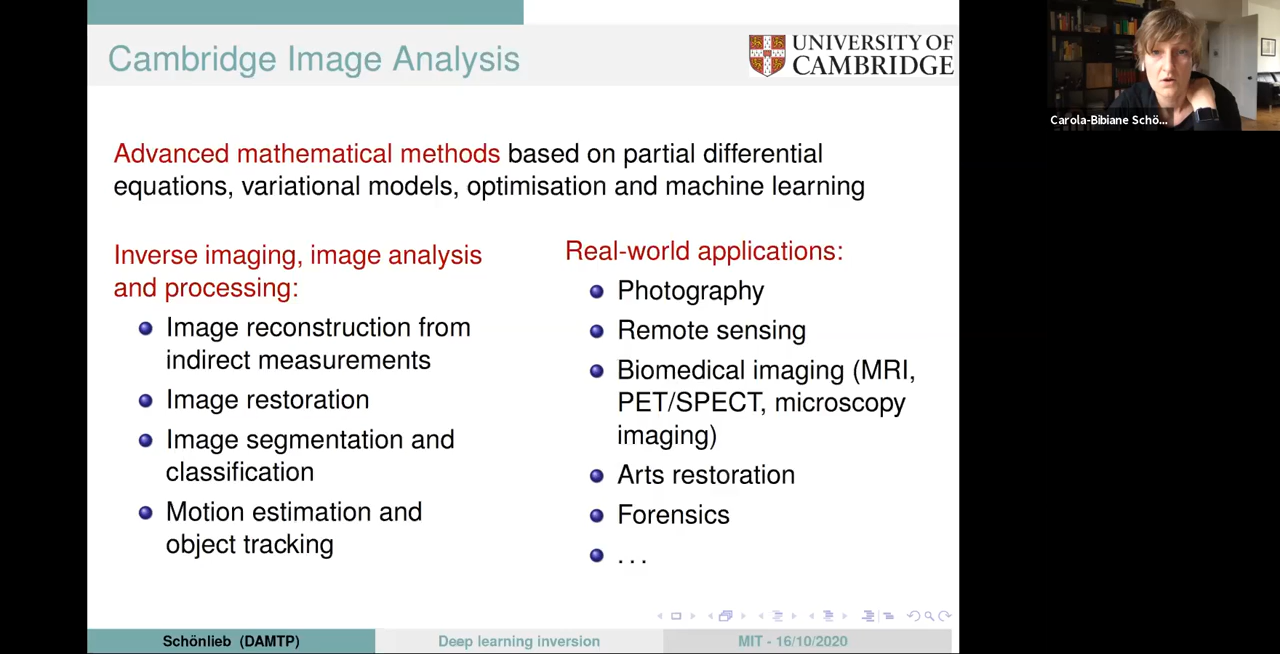 Cambridge Image Analysis
UNIVERSITY OF
CAMBRIDGE
Carola-Bibiane Schö...
Advanced mathematical methods based on partial differential
equations, variational models, optimisation and machine learning
Inverse imaging, image analysis
and processing:
Image reconstruction from
indirect measurements
Image restoration
Image segmentation and
classification
Motion estimation and
object tracking
Real-world applications:
Photography
Remote sensing
Biomedical imaging (MRI,
PET/SPECT, microscopy
imaging)
Arts restoration
Forensics
. . .
Schönlieb (DAMTP)
Deep learning inversion
MIT - 16/10/2020